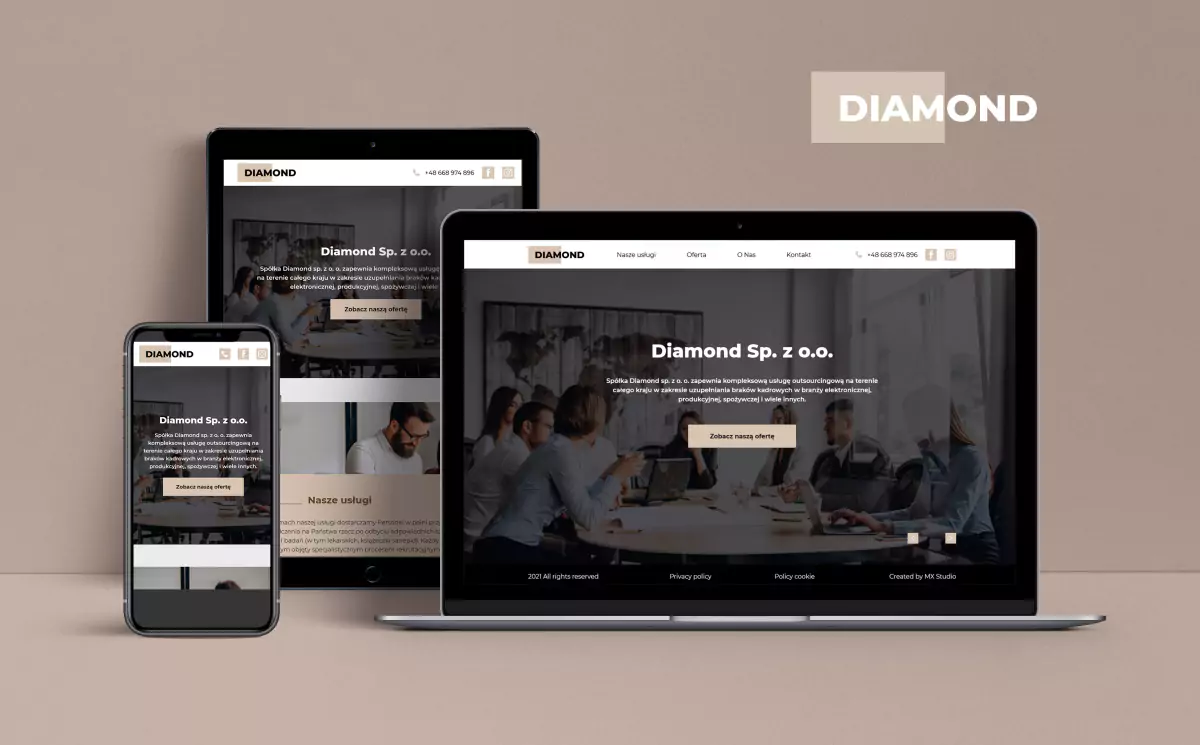 DIAMOND
DIAMOND
+48 668 974 896
Diamond Sp. z o.o.
Spółka Diamond sp. z o. o. zapewnia kompleksową usługę
na terenie całego kraju w zakresie uzupełniania braków
elektronicznej, produkcyjnej, spożywczej i wiele
Zobacz naszą ofertę
Nasze usługi
DIAMOND
Nasze usługi
Oferta
O Nas
Kontakt
+48 668 974 896
Diamond Sp. z o.o.
Spółka Diamond sp. z o. o. zapewnia kompleksową usługę outsourcingową na terenie
całego kraju w zakresie uzupełniania braków kadrowych w branży elektronicznej,
produkcyjnej, spożywczej i wiele innych.
Zobacz naszą ofertę
2021 All rights reserved
Privacy policy
Policy cookie
Created by MX Studio
DIAMOND
Diamond Sp. z o.o.
Spółka Diamond sp. z o. o. zapewnia
kompleksową usługę outsourcingową na
terenie całego kraju w zakresie uzupełniania
braków kadrowych w branży elektronicznej,
produkcyjnej, spożywczej i wiele innych.
Zobacz naszą ofertę